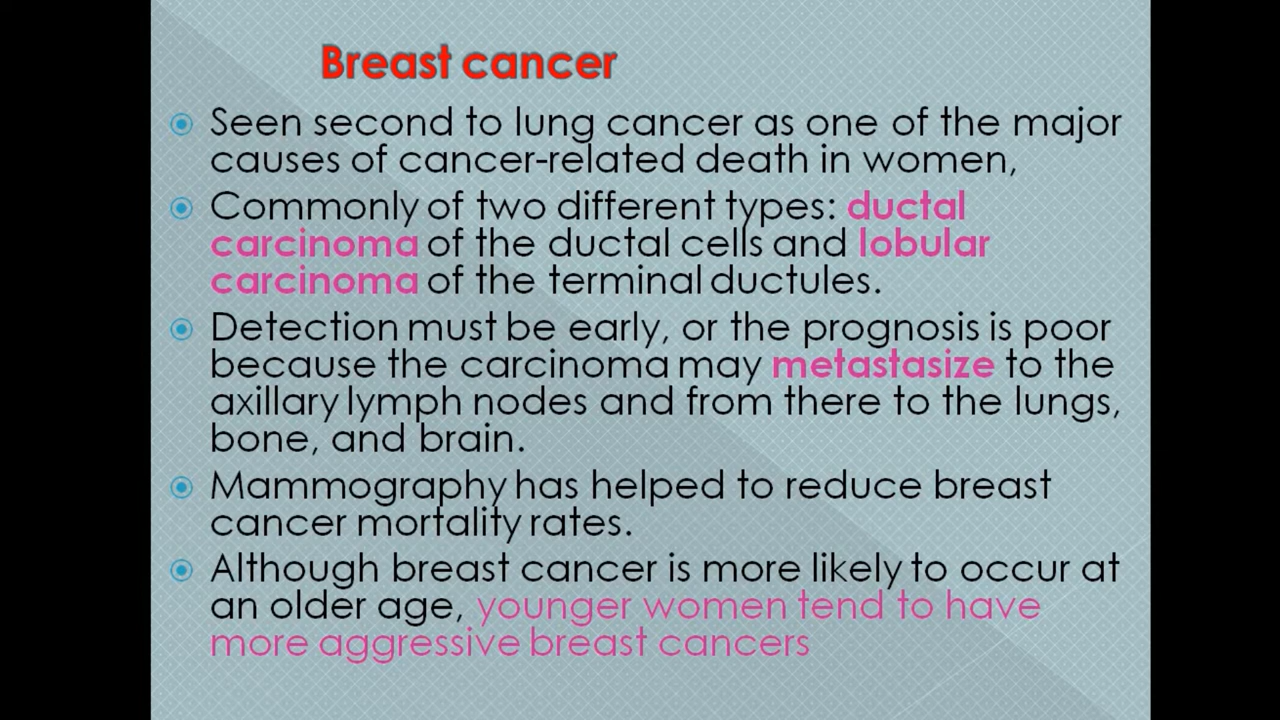 Breast cancer
Seen second to lung cancer as one of the major
causes of cancer-related death in women,
Commonly of two different types: ductal
carcinoma of the ductal cells and lobular
carcinoma of the terminal ductules.
Detection must be early, or the prognosis is poor
because the carcinoma may metastasize to the
axillary lymph nodes and from there to the lungs,
bone, and brain.
Mammography has helped to reduce breast
cancer mortality rates.
Although breast cancer is more likely to occur at
an older age, younger women tend to have
more aggressive breast cancers